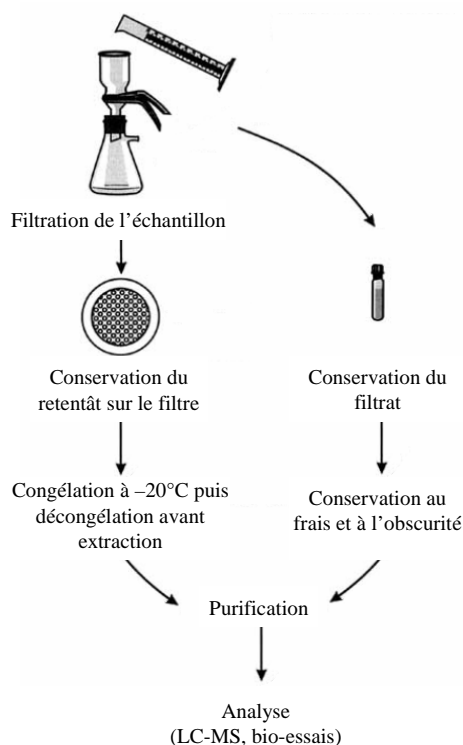 Filtration de l'échantillon
Conservation du
retentât sur le filtre
Conservation du
filtrat
Congélation à –20°C puis
décongélation avant
extraction
Conservation au
frais et à l'obscurité
Purification
Analyse
(LC-MS, bio-essais)